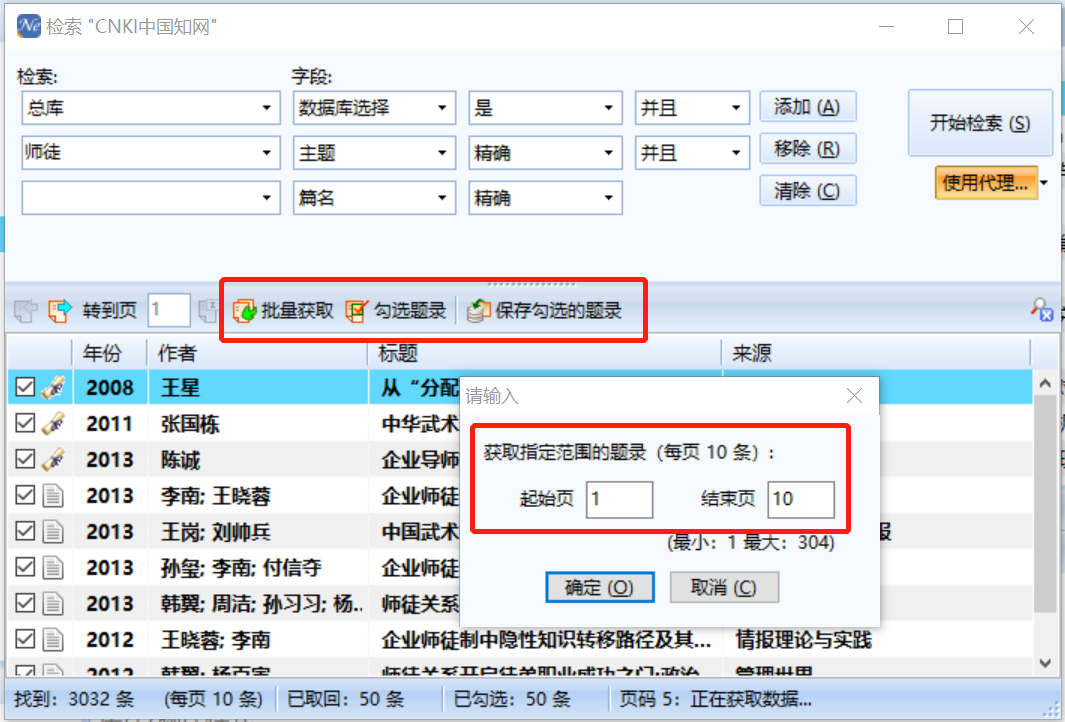 检索 "CNKI中国知网"
检索: 字段:
总库 数据库选择 是 并且 添加 (A) 开始检索 (S)
师徒 主题 精确 并且 移除 (R) 使用代理...
篇名 精确 清除 (C)
转到页 1 批量获取 勾选题录 保存勾选的题录
年份 作者 标题 来源
2008 王星 从“分配
2011 张国栋 中华武术
2013 陈诚 企业导师
2013 李南; 王晓蓉 企业师徒
2013 王岗; 刘帅兵 中国武术 报
2013 孙玺; 李南; 付信夺 企业师徒
2013 韩翼; 周洁; 孙习习; 杨.. 师徒关系
2012 王晓蓉; 李南 企业师徒制中隐性知识转移路径及其... 情报理论与实践
请输入
获取指定范围的题录 (每页 10 条) :
起始页 1 结束页 10
(最小: 1 最大: 304)
确定 (O) 取消 (C)
找到: 3032 条 (每页 10 条) 已取回: 50 条 已勾选: 50 条 页码 5: 正在获取数据...